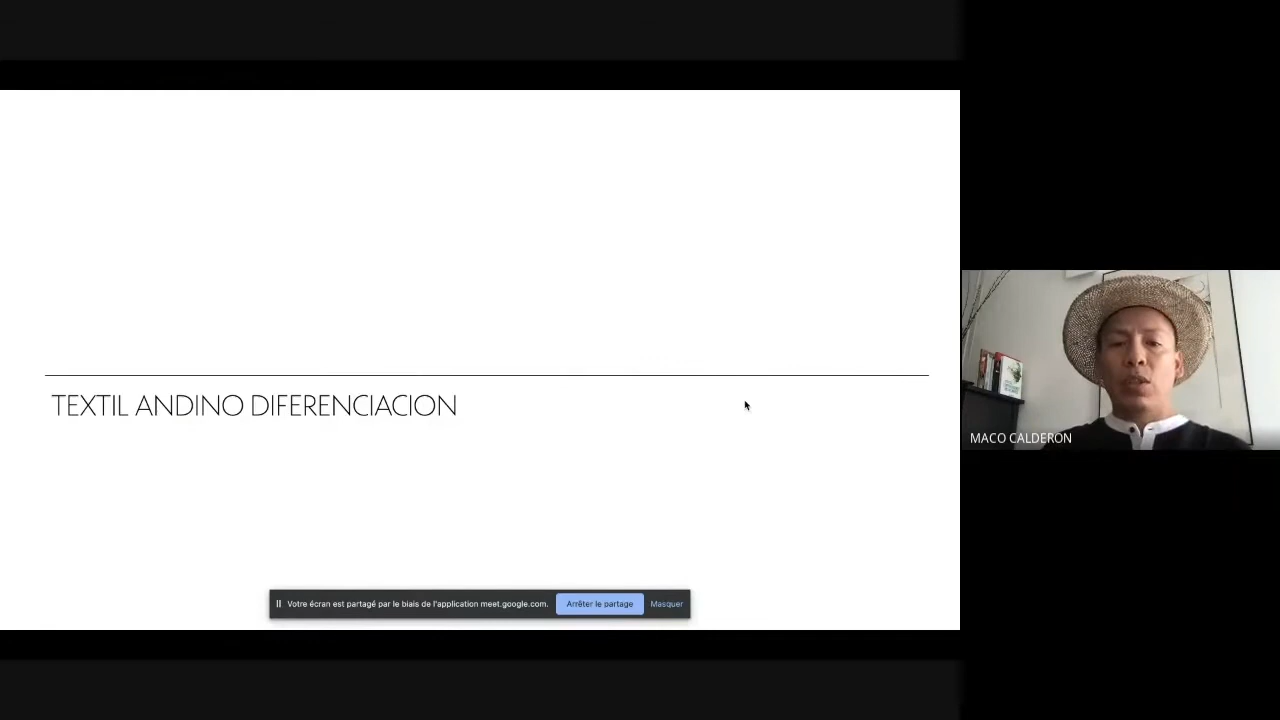 TEXTIL ANDINO DIFERENCIACION
MACO CALDERON
Votre écran est partagé par le biais de l'application meet.google.com. Arrêter le partage Masquer